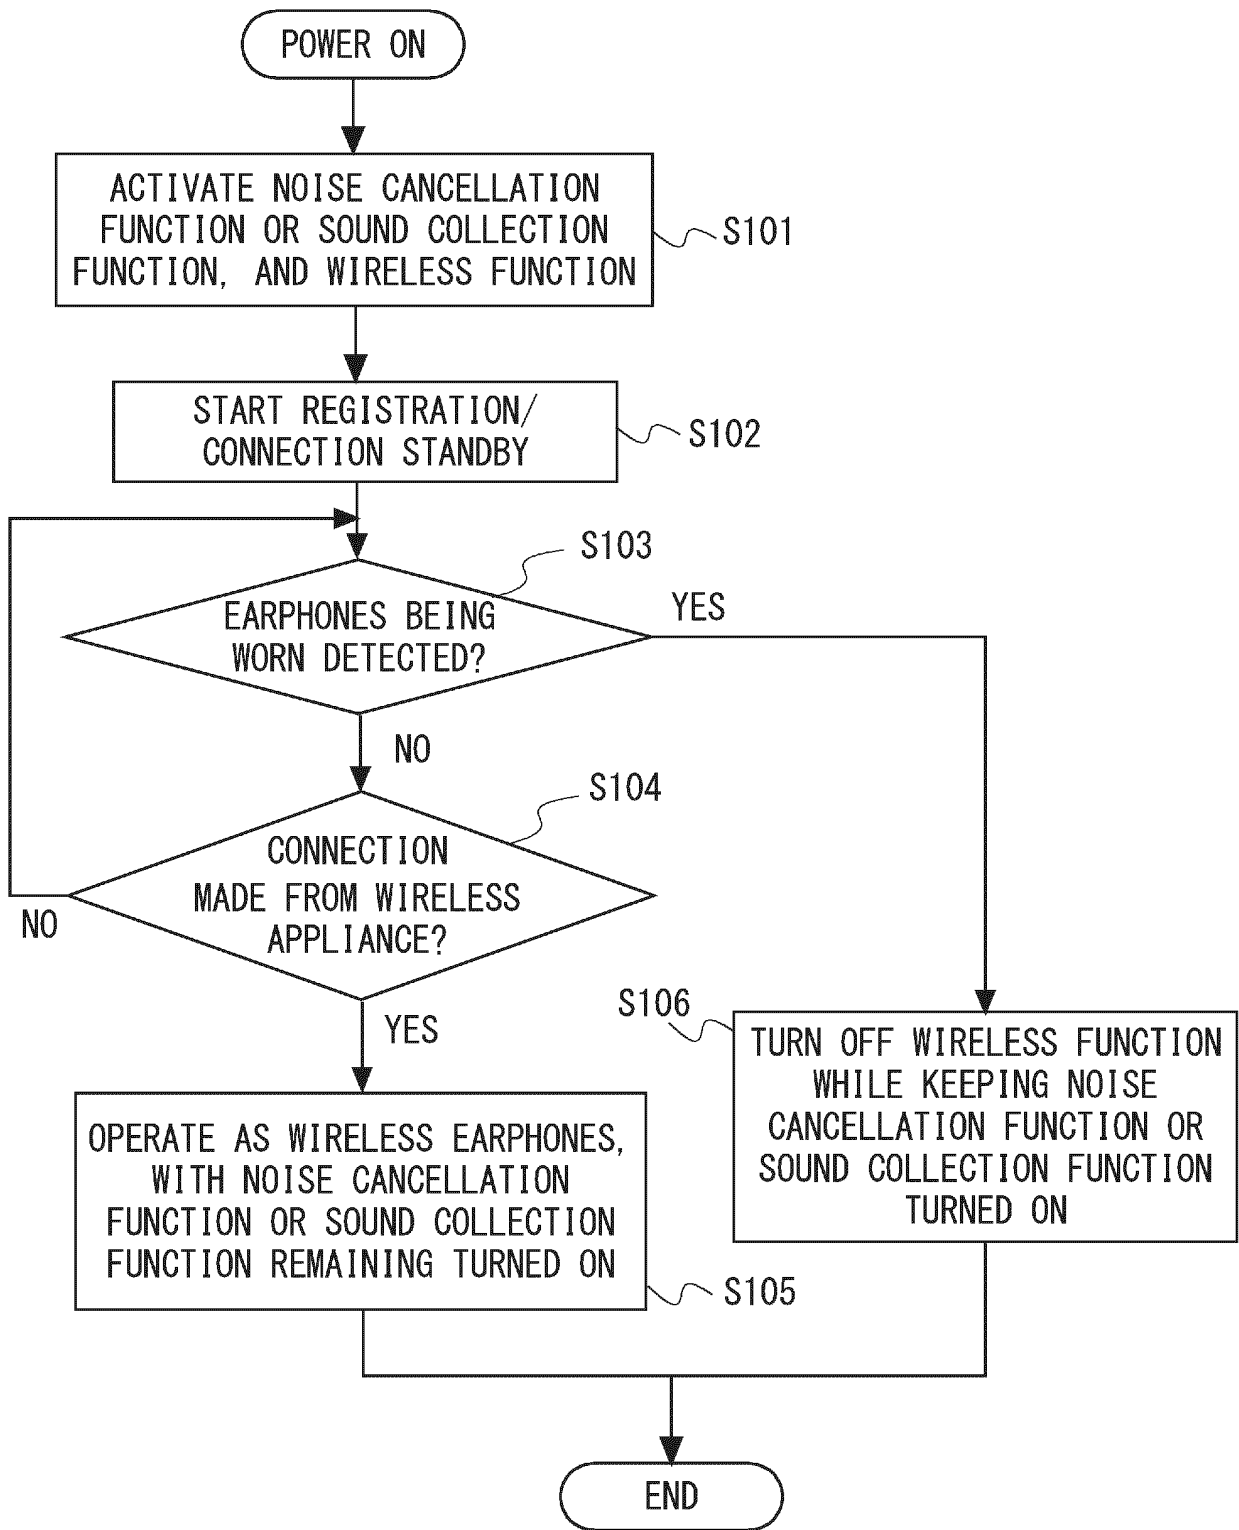 POWER ON
ACTIVATE NOISE CANCELLATION
FUNCTION OR SOUND COLLECTION
FUNCTION, AND WIRELESS FUNCTION
S101
START REGISTRATION/
CONNECTION STANDBY
S102
S103
EARPHONES BEING
WORN DETECTED?
YES
NO
S104
CONNECTION
MADE FROM WIRELESS
APPLIANCE?
NO
YES
S106
TURN OFF WIRELESS FUNCTION
WHILE KEEPING NOISE
CANCELLATION FUNCTION OR
SOUND COLLECTION FUNCTION
TURNED ON
OPERATE AS WIRELESS EARPHONES,
WITH NOISE CANCELLATION
FUNCTION OR SOUND COLLECTION
FUNCTION REMAINING TURNED ON
S105
END